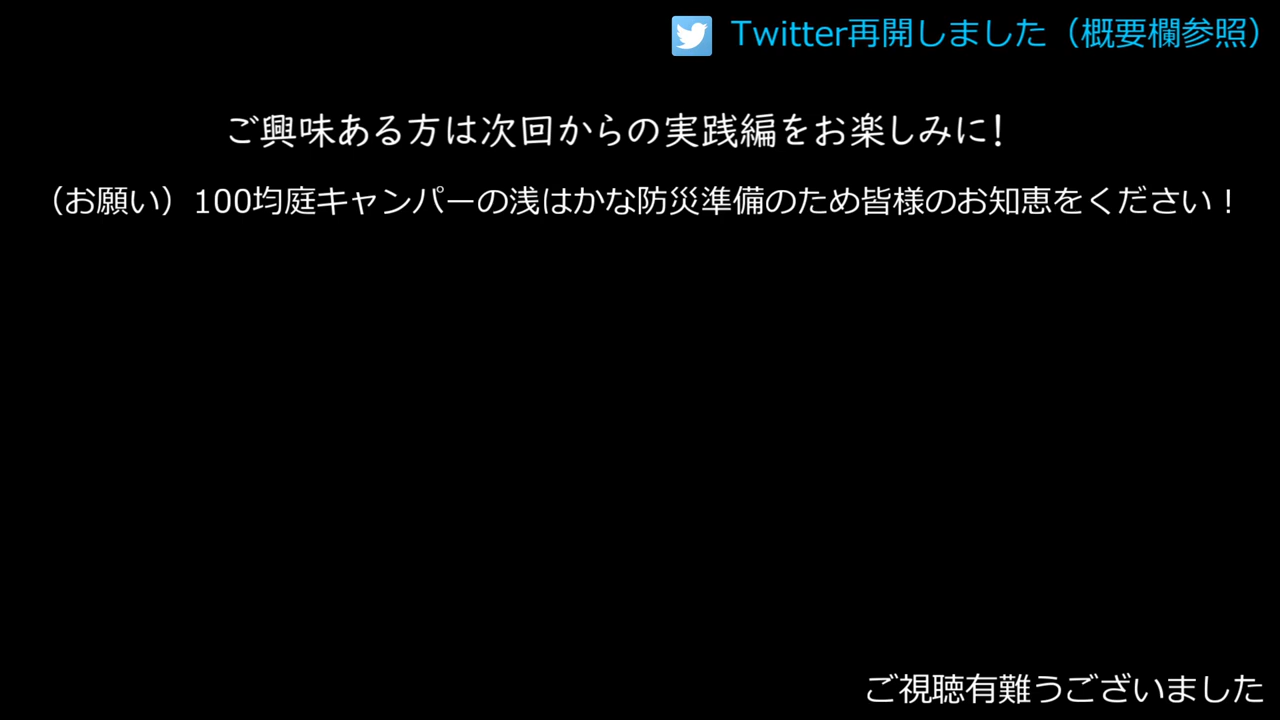 Twitter再開しました（概要欄参照）
ご興味ある方は次回からの実践編をお楽しみに！
（お願い）100均庭キャンパーの浅はかな防災準備のため皆様のお知恵をください！
ご視聴有難うございました